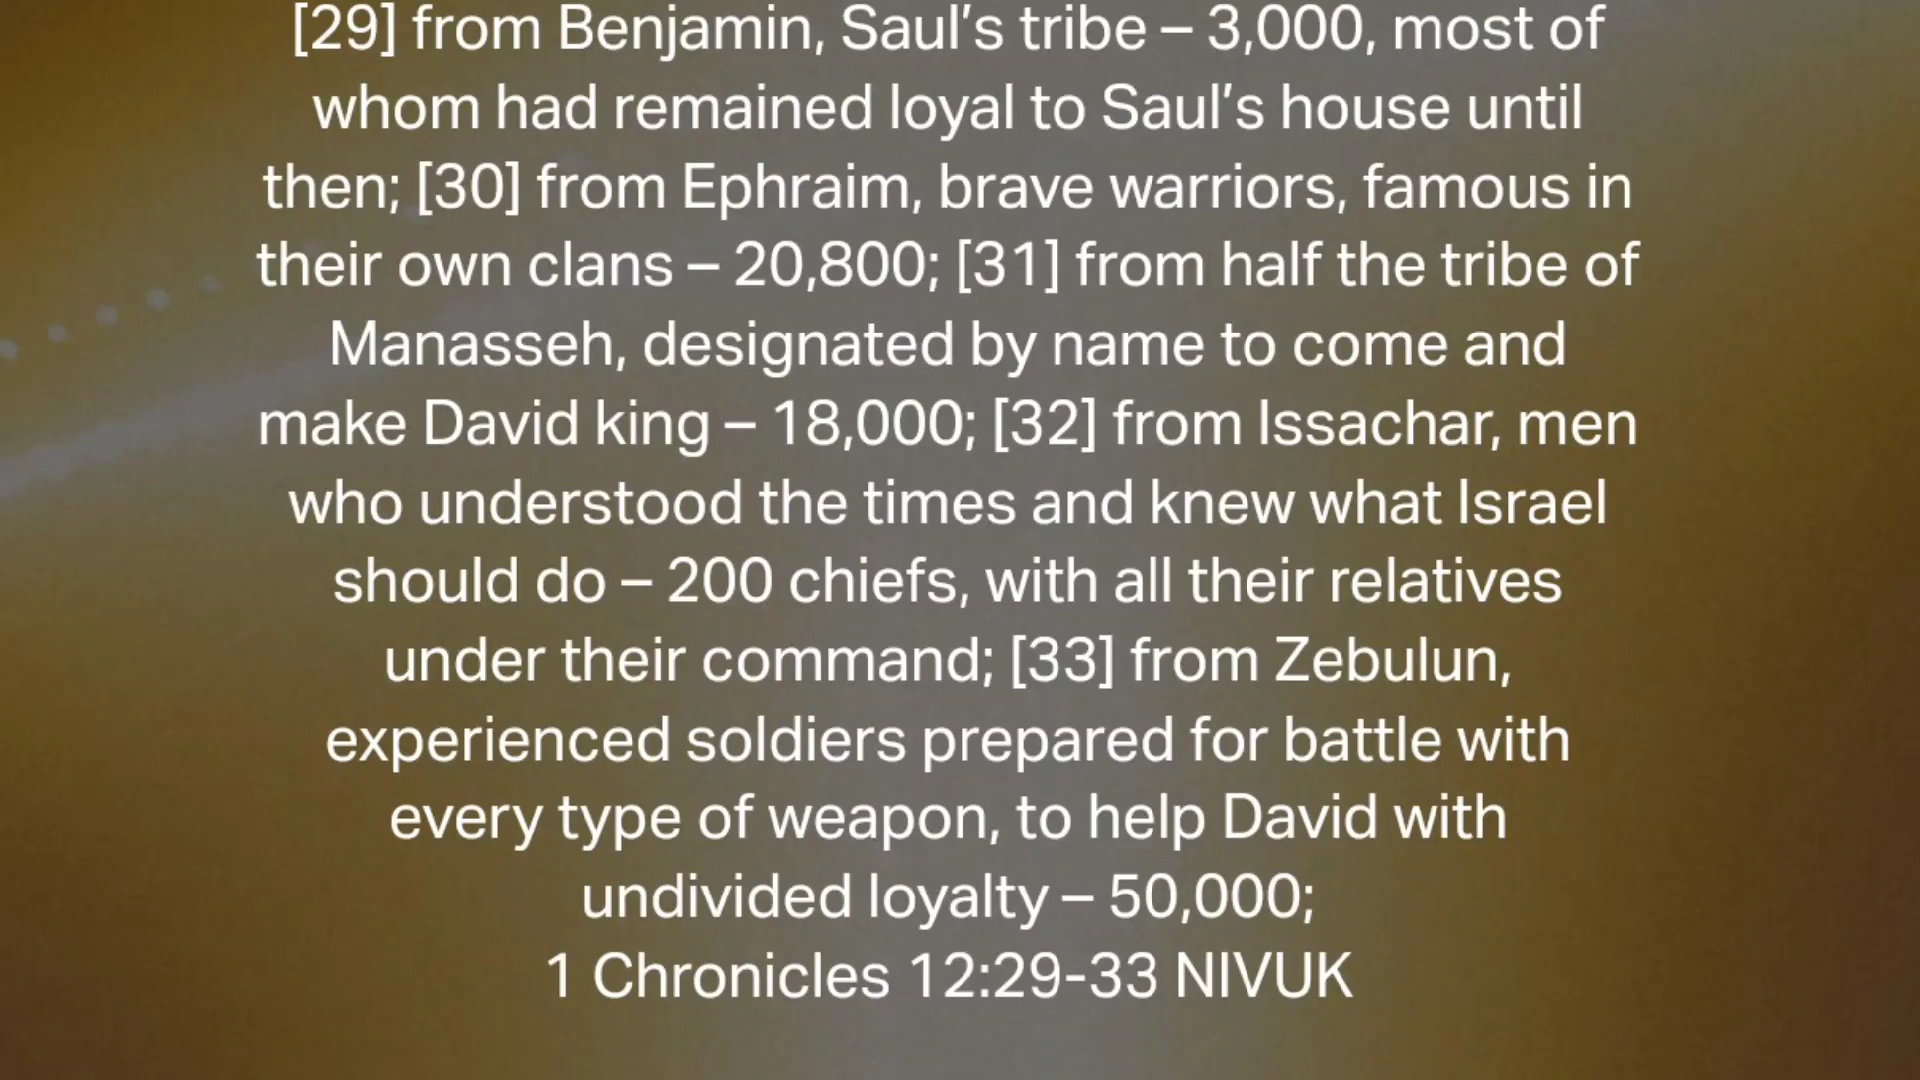 [29] from Benjamin, Saul’s tribe – 3,000, most of
whom had remained loyal to Saul’s house until
then; [30] from Ephraim, brave warriors, famous in
their own clans – 20,800; [31] from half the tribe of
Manasseh, designated by name to come and
make David king – 18,000; [32] from Issachar, men
who understood the times and knew what Israel
should do – 200 chiefs, with all their relatives
under their command; [33] from Zebulun,
experienced soldiers prepared for battle with
every type of weapon, to help David with
undivided loyalty – 50,000;
1 Chronicles 12:29-33 NIVUK